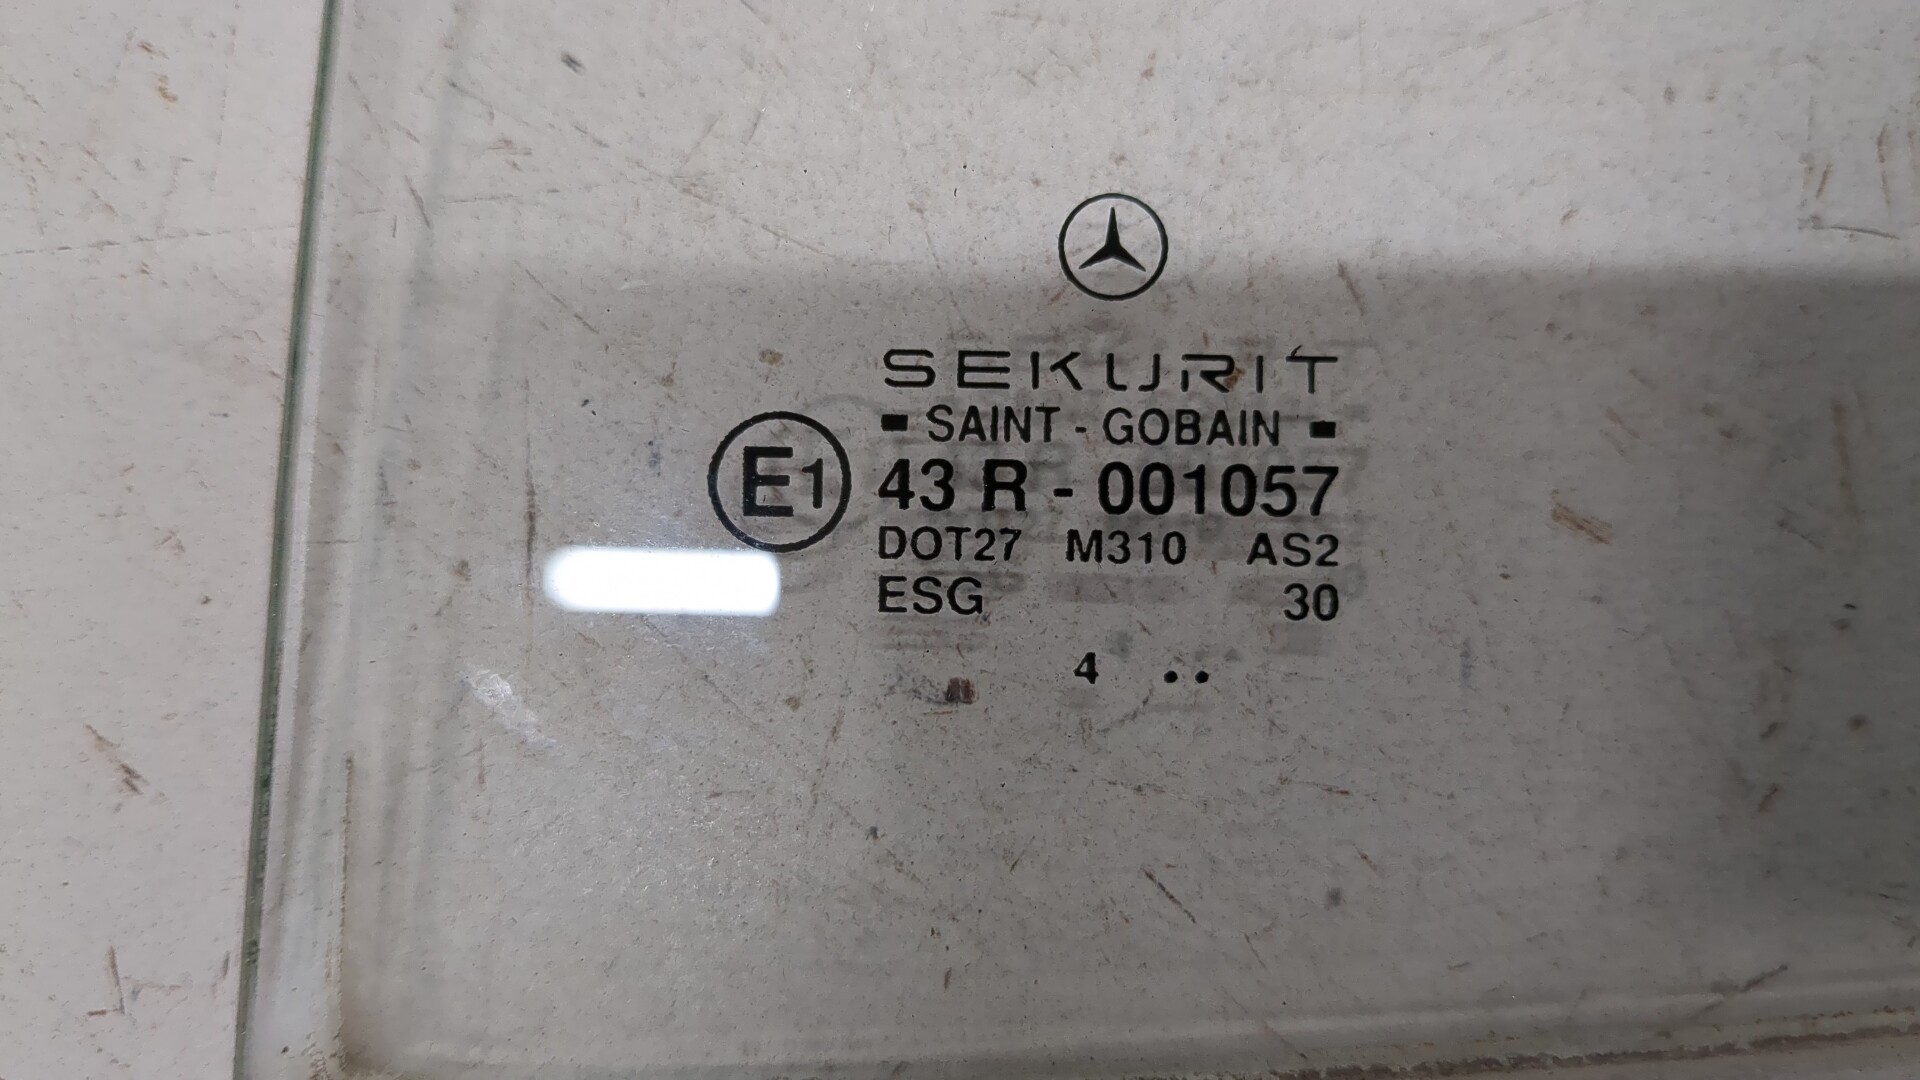 SEKURIT
- SAINT - GOBAIN -
E1 43 R - 001057
DOT27 M310 AS2
ESG 30
4 ..